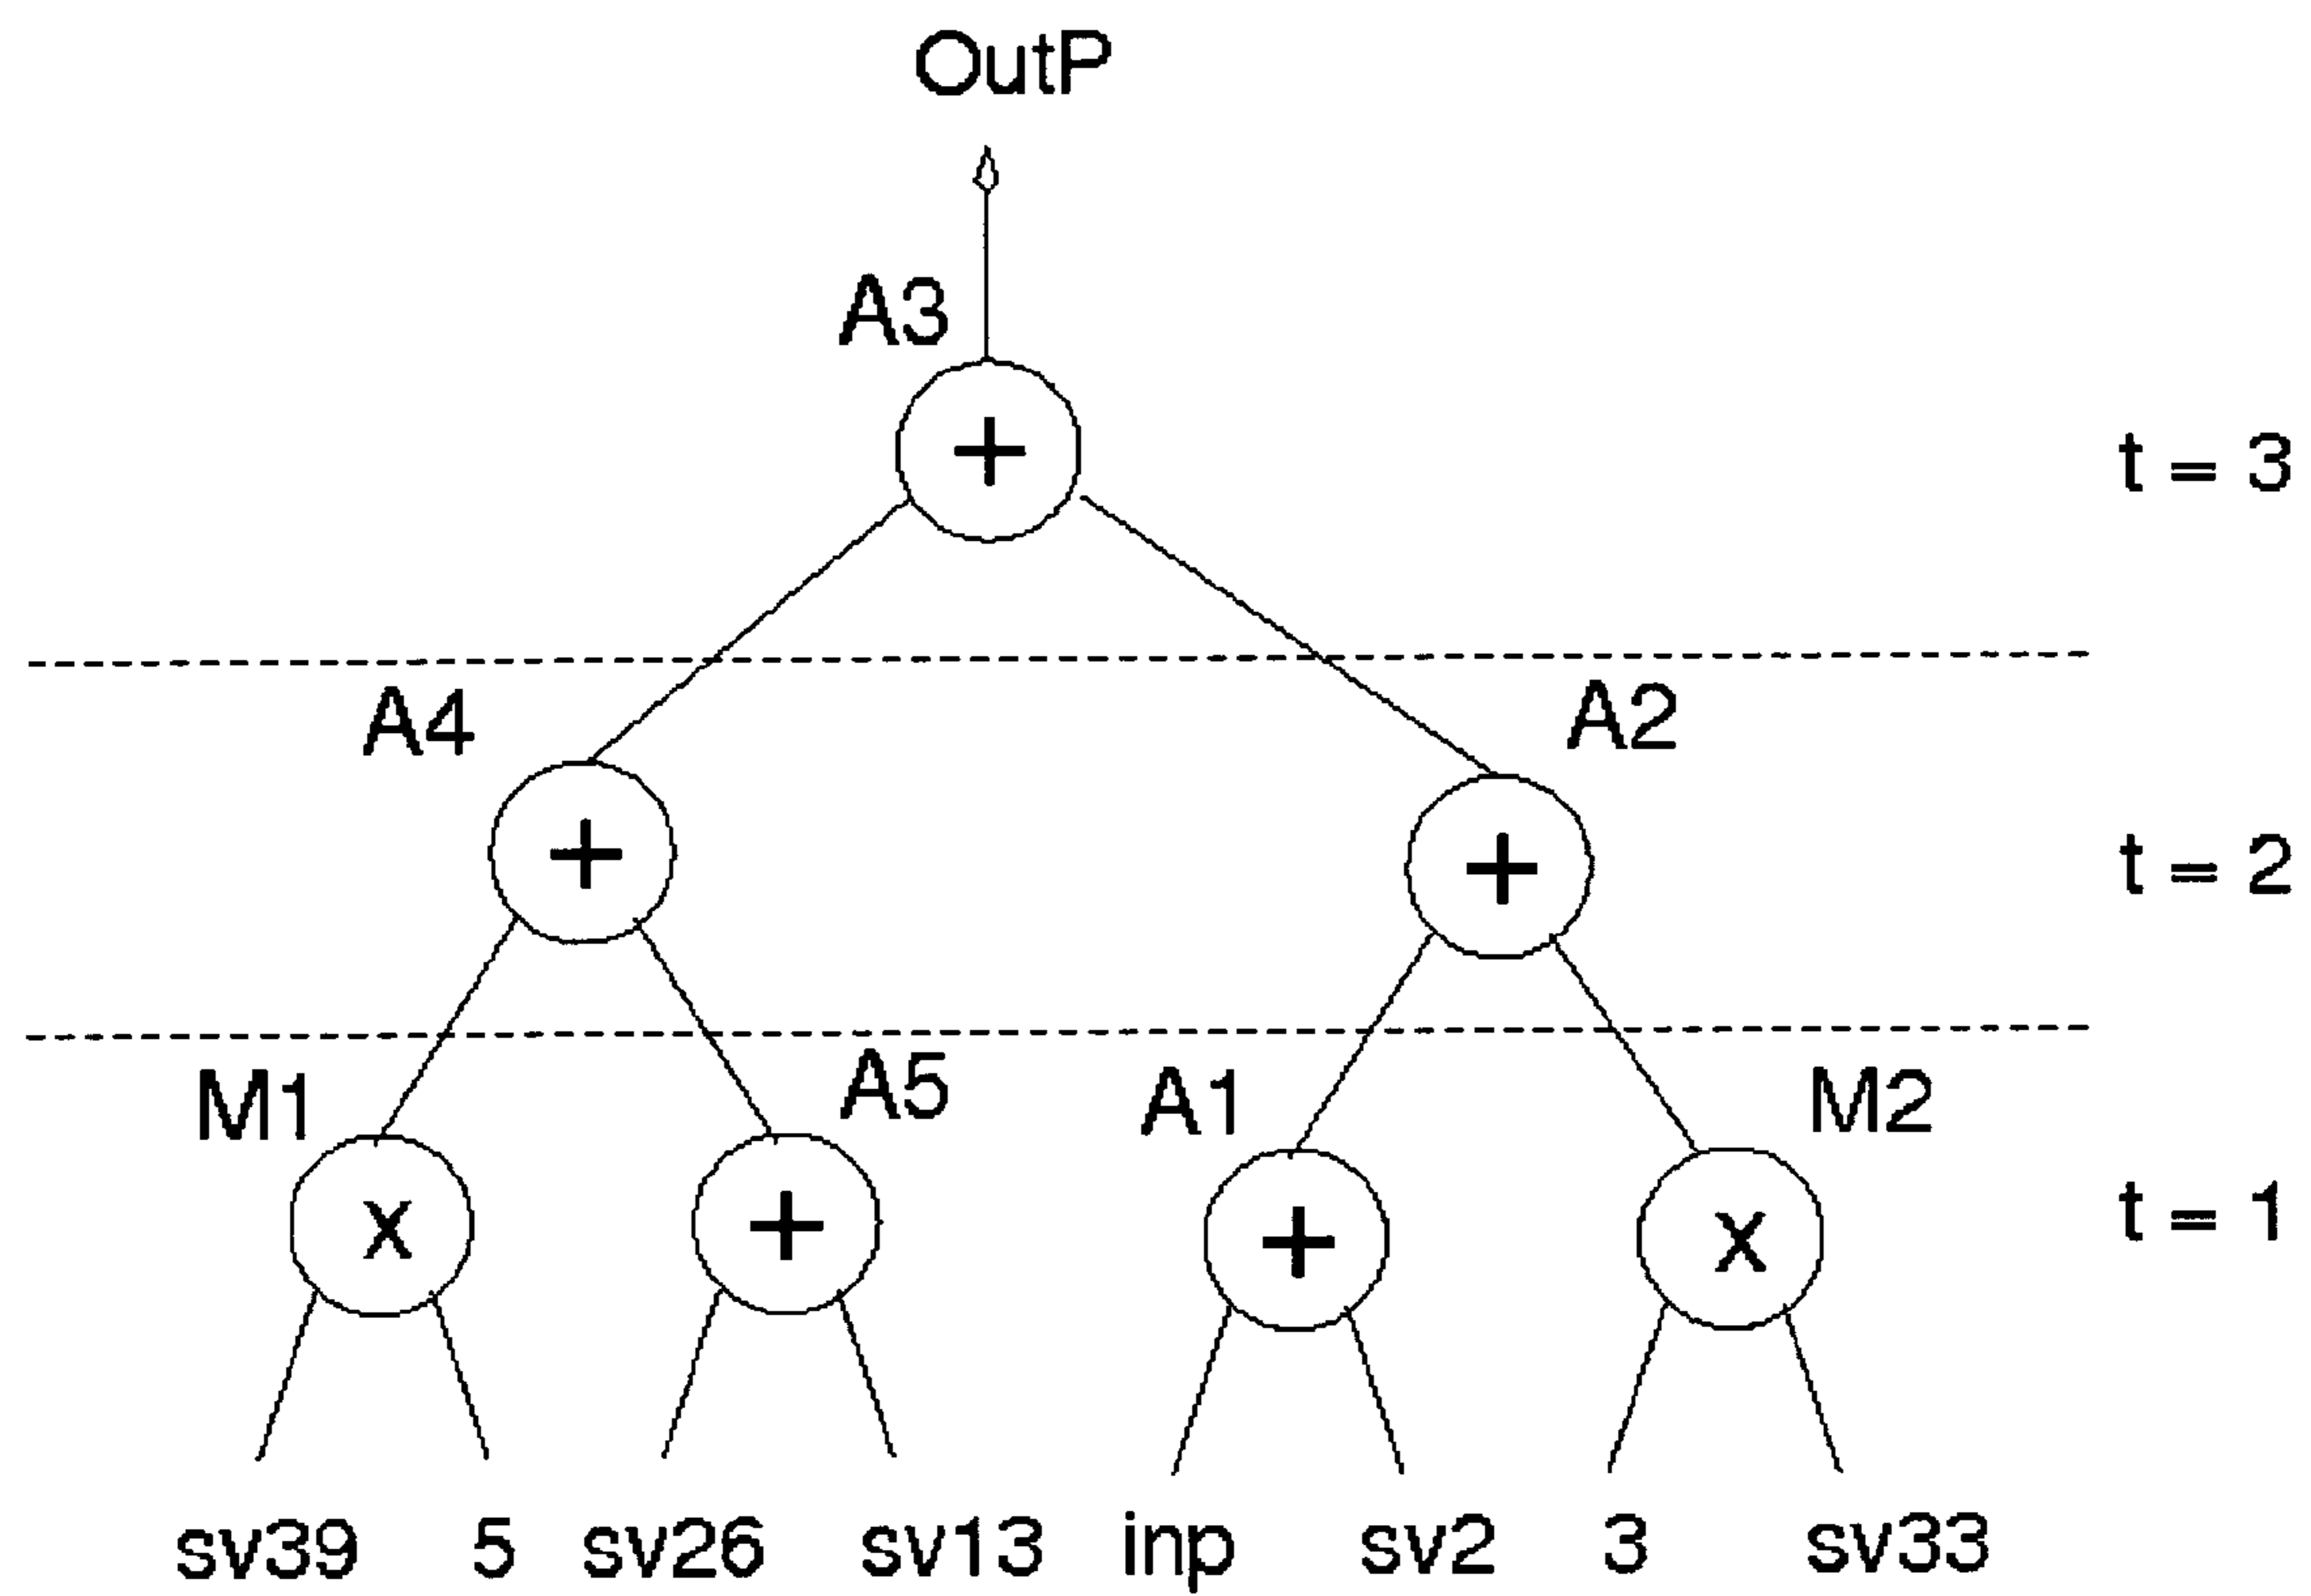 OutP
A3
+
t = 3
A4
A2
+
+
t = 2
M1
A5
A1
M2
x
+
+
x
t = 1
sv39 5 sv26 sv13 inp sv2 3 sv33